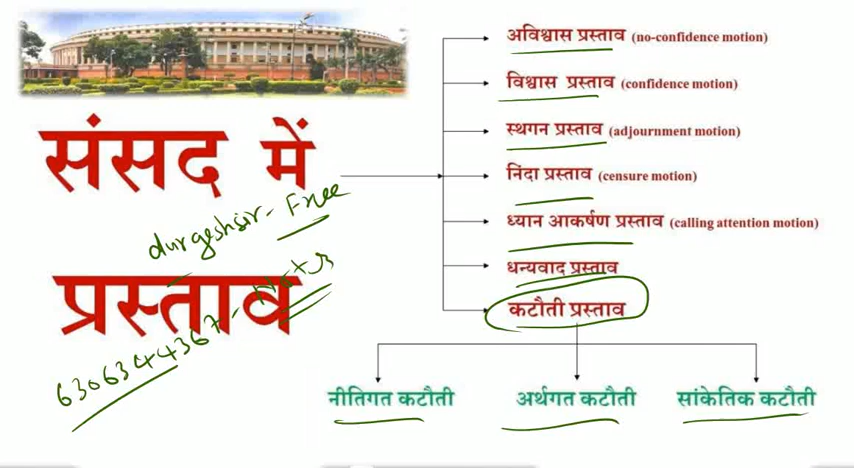 संसद में
प्रस्ताव
durgeshsir - Free
6306344367 - Notes
अविश्वास प्रस्ताव (no-confidence motion)
विश्वास प्रस्ताव (confidence motion)
स्थगन प्रस्ताव (adjournment motion)
निंदा प्रस्ताव (censure motion)
ध्यान आकर्षण प्रस्ताव (calling attention motion)
धन्यवाद प्रस्ताव
कटौती प्रस्ताव
नीतिगत कटौती
अर्थगत कटौती
सांकेतिक कटौती